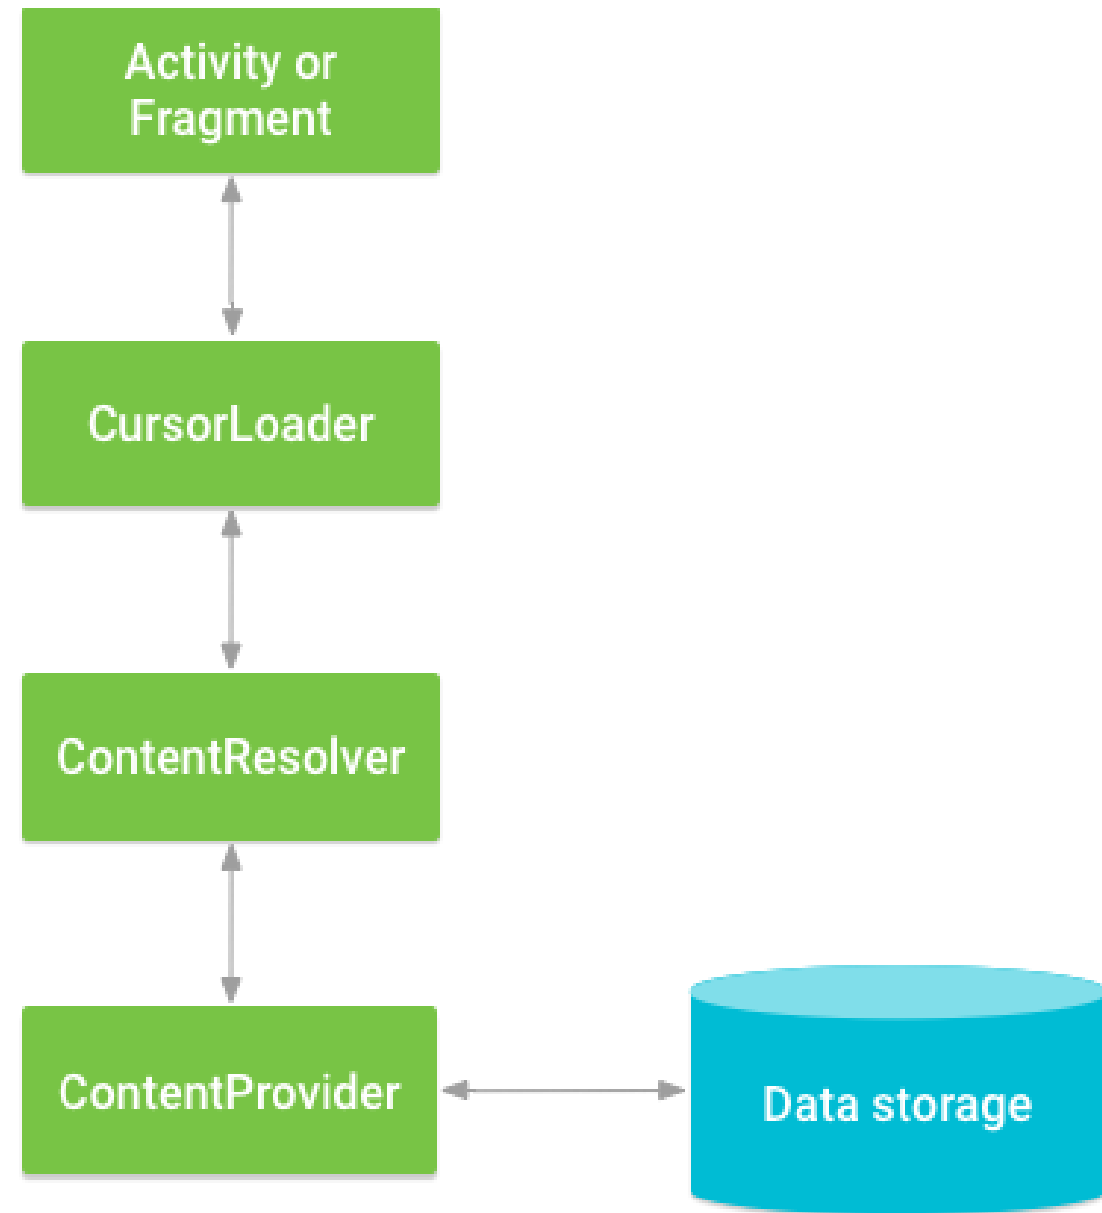 Activity or
Fragment
CursorLoader
ContentResolver
ContentProvider
Data storage